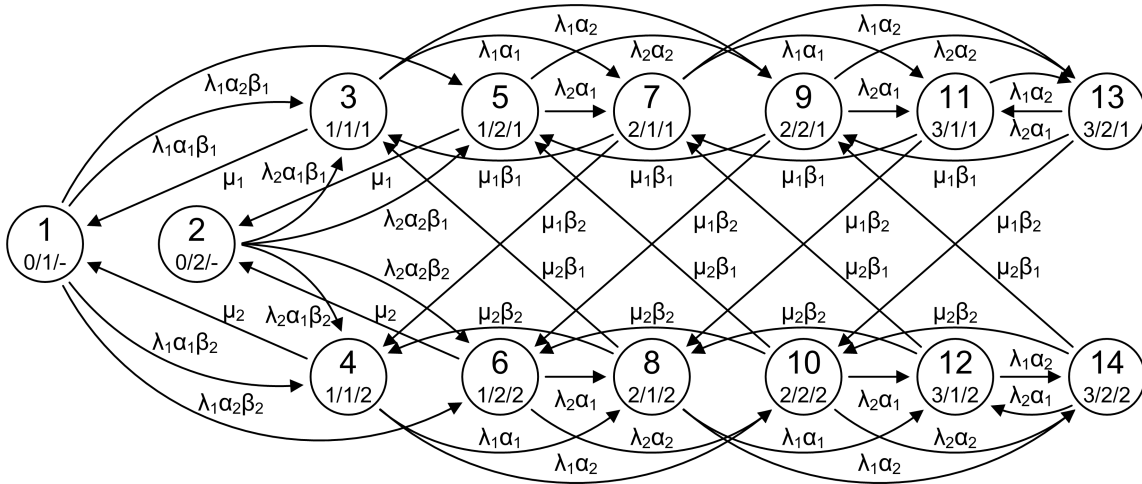 λ₁α₂
λ₁α₂
λ₁α₁
λ₂α₂
λ₁α₁
λ₂α₂
λ₁α₂β₁
3
1/1/1
5
1/2/1
λ₂α₁
7
2/1/1
9
2/2/1
λ₂α₁
11
3/1/1
λ₁α₂
λ₂α₁
13
3/2/1
λ₁α₁β₁
μ₁
λ₂α₁β₁
μ₁
μ₁β₁
μ₁β₁
μ₁β₁
μ₁β₁
1
0/1/-
2
0/2/-
λ₂α₂β₁
μ₁β₂
μ₁β₂
μ₁β₂
μ₁β₂
λ₂α₂β₂
μ₂β₁
μ₂β₁
μ₂β₁
μ₂β₁
μ₂
λ₂α₁β₂
μ₂
μ₂β₂
μ₂β₂
μ₂β₂
μ₂β₂
λ₁α₁β₂
4
1/1/2
6
1/2/2
λ₂α₁
8
2/1/2
10
2/2/2
λ₂α₁
12
3/1/2
λ₁α₂
λ₂α₁
14
3/2/2
λ₁α₂β₂
λ₁α₁
λ₂α₂
λ₁α₁
λ₂α₂
λ₁α₂
λ₁α₂